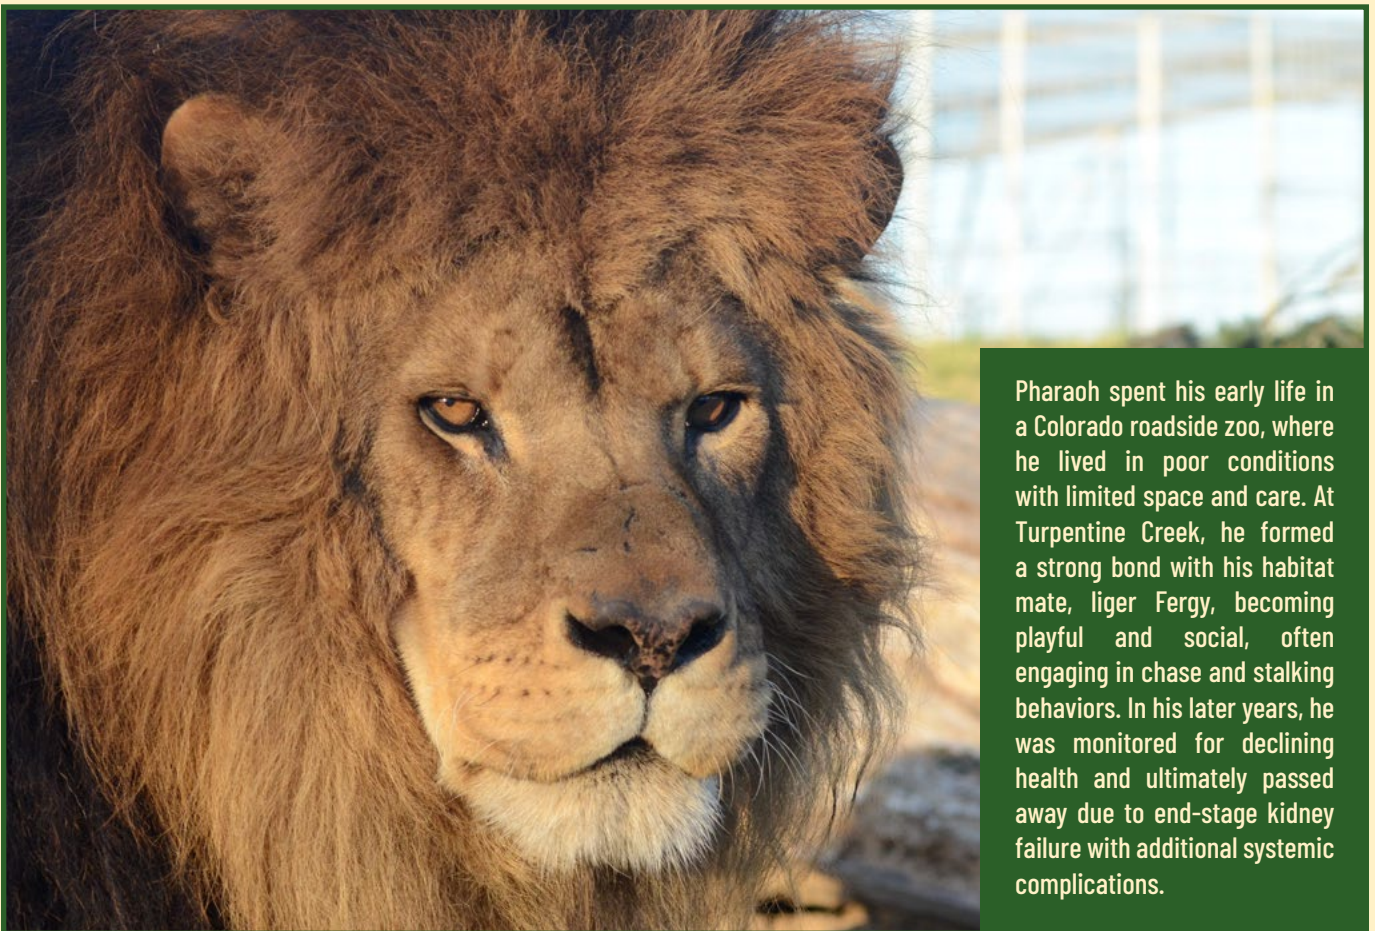 Pharaoh spent his early life in
a Colorado roadside zoo, where
he lived in poor conditions
with limited space and care. At
Turpentine Creek, he formed
a strong bond with his habitat
mate, liger Fergy, becoming
playful and social, often
engaging in chase and stalking
behaviors. In his later years, he
was monitored for declining
health and ultimately passed
away due to end-stage kidney
failure with additional systemic
complications.